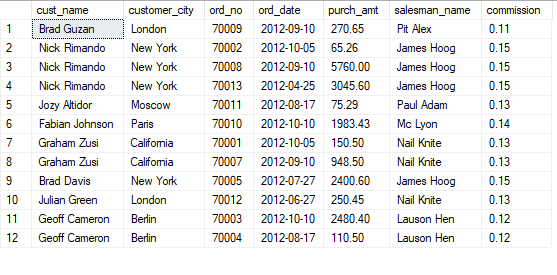 cust_name customer_city ord_no ord_date purch_amt salesman_name commission
1 Brad Guzan London 70009 2012-09-10 270.65 Pit Alex 0.11
2 Nick Rimando New York 70002 2012-10-05 65.26 James Hoog 0.15
3 Nick Rimando New York 70008 2012-09-10 5760.00 James Hoog 0.15
4 Nick Rimando New York 70013 2012-04-25 3045.60 James Hoog 0.15
5 Jozy Altidor Moscow 70011 2012-08-17 75.29 Paul Adam 0.13
6 Fabian Johnson Paris 70010 2012-10-10 1983.43 Mc Lyon 0.14
7 Graham Zusi California 70001 2012-10-05 150.50 Nail Knite 0.13
8 Graham Zusi California 70007 2012-09-10 948.50 Nail Knite 0.13
9 Brad Davis New York 70005 2012-07-27 2400.60 James Hoog 0.15
10 Julian Green London 70012 2012-06-27 250.45 Nail Knite 0.13
11 Geoff Cameron Berlin 70003 2012-10-10 2480.40 Lauson Hen 0.12
12 Geoff Cameron Berlin 70004 2012-08-17 110.50 Lauson Hen 0.12